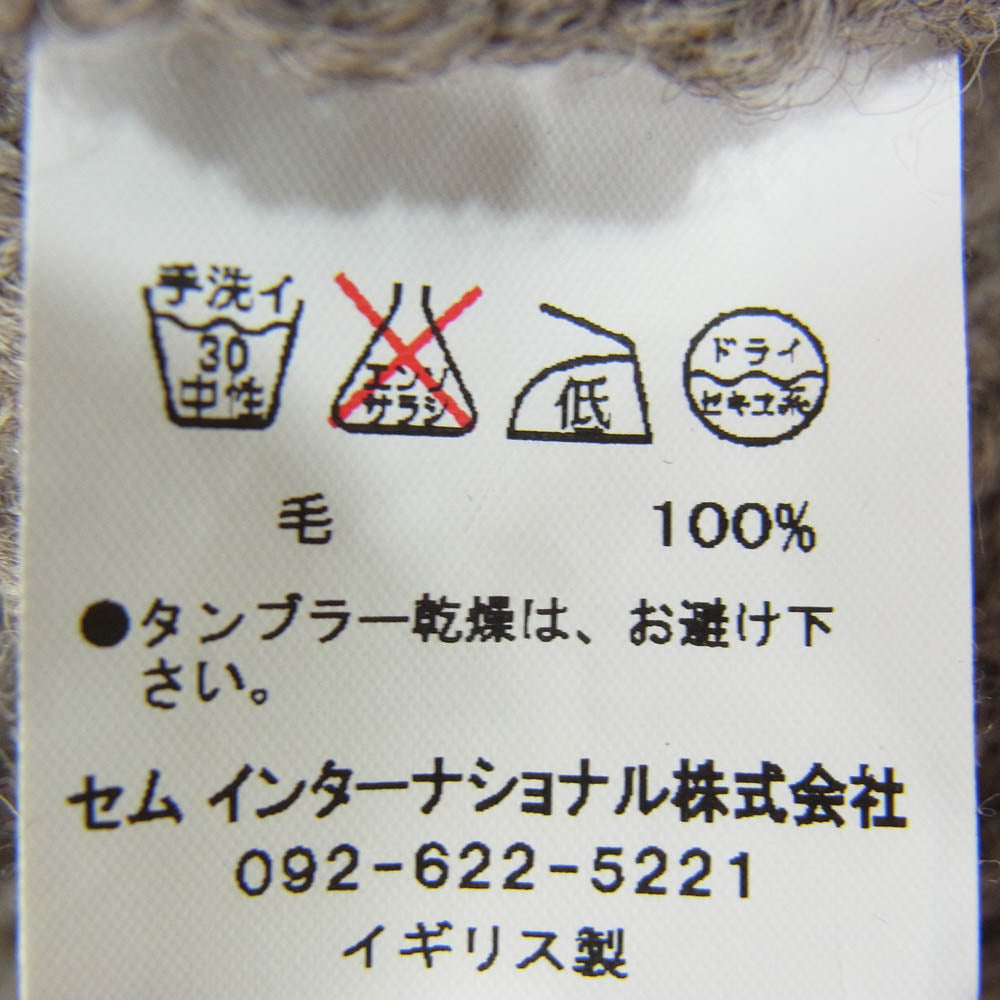 手洗イ
30
中性
エンソ
サラシ
低
ドライ
セキユ系
毛 100%
●タンブラー乾燥は、お避け下
さい。
セム インターナショナル株式会社
092-622-5221
イギリス製